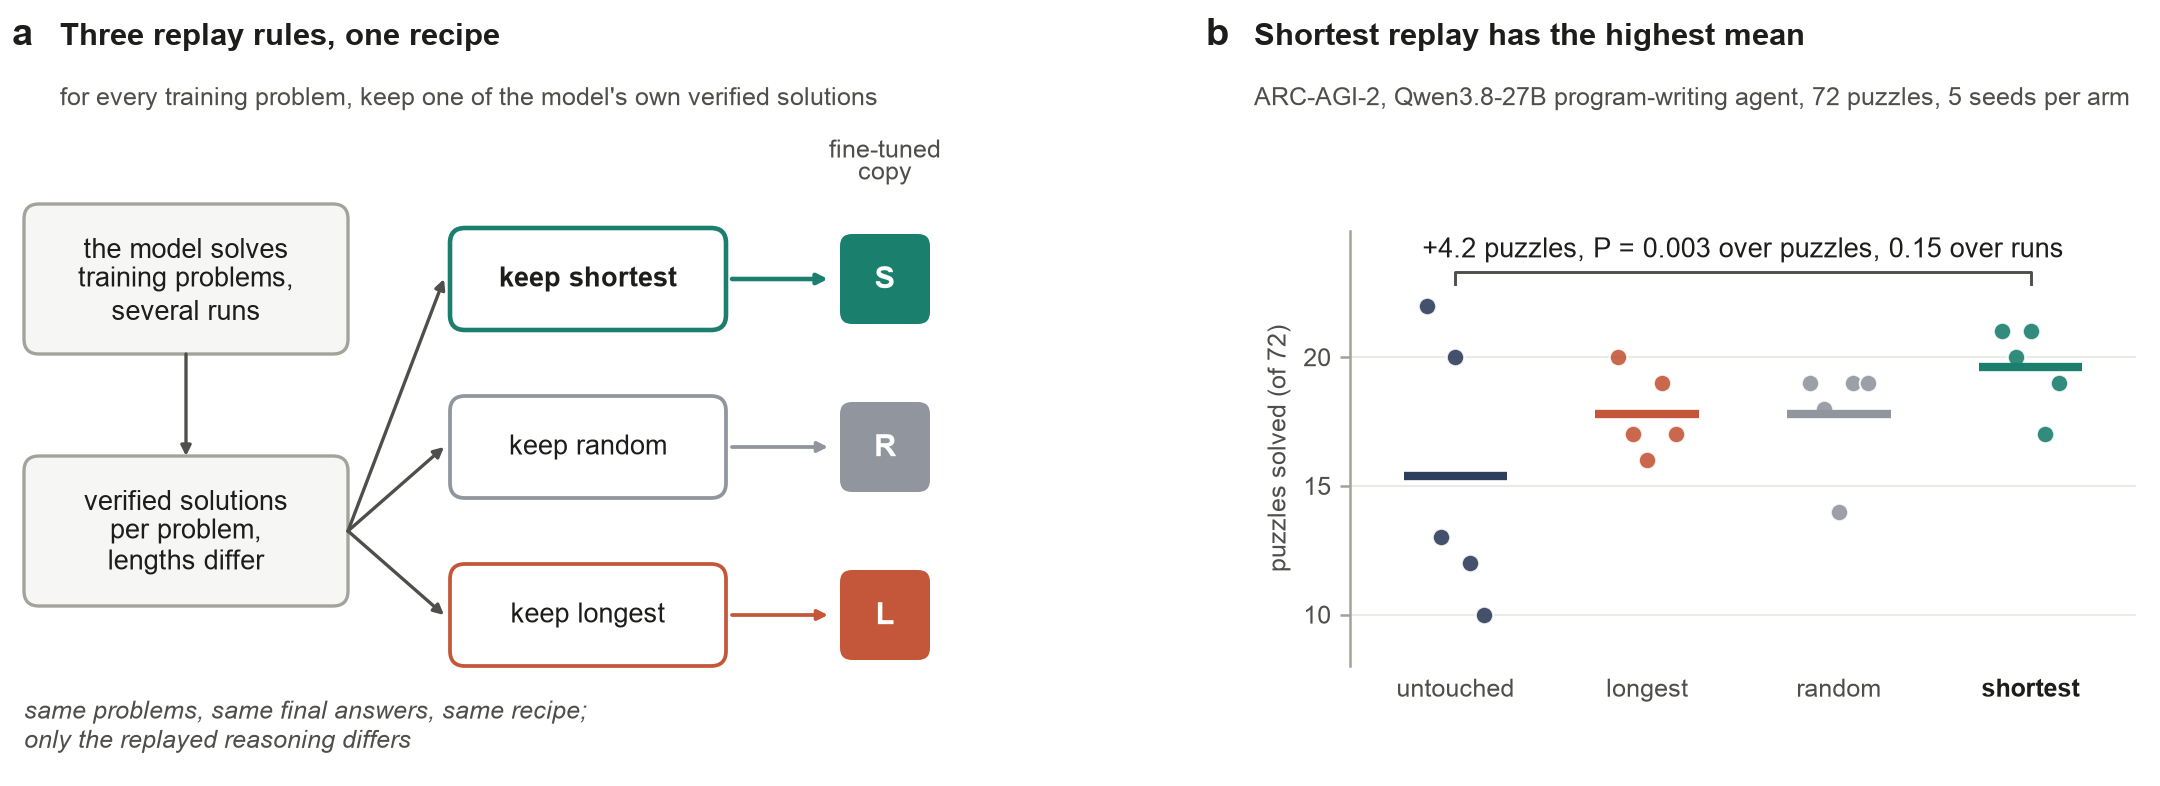 a Three replay rules, one recipe
for every training problem, keep one of the model's own verified solutions
fine-tuned
copy
the model solves
training problems,
several runs
keep shortest
S
keep random
R
verified solutions
per problem,
lengths differ
keep longest
L
same problems, same final answers, same recipe;
only the replayed reasoning differs
b Shortest replay has the highest mean
ARC-AGI-2, Qwen3.8-27B program-writing agent, 72 puzzles, 5 seeds per arm
+4.2 puzzles, P = 0.003 over puzzles, 0.15 over runs
puzzles solved (of 72)
20
15
10
untouched
longest
random
shortest